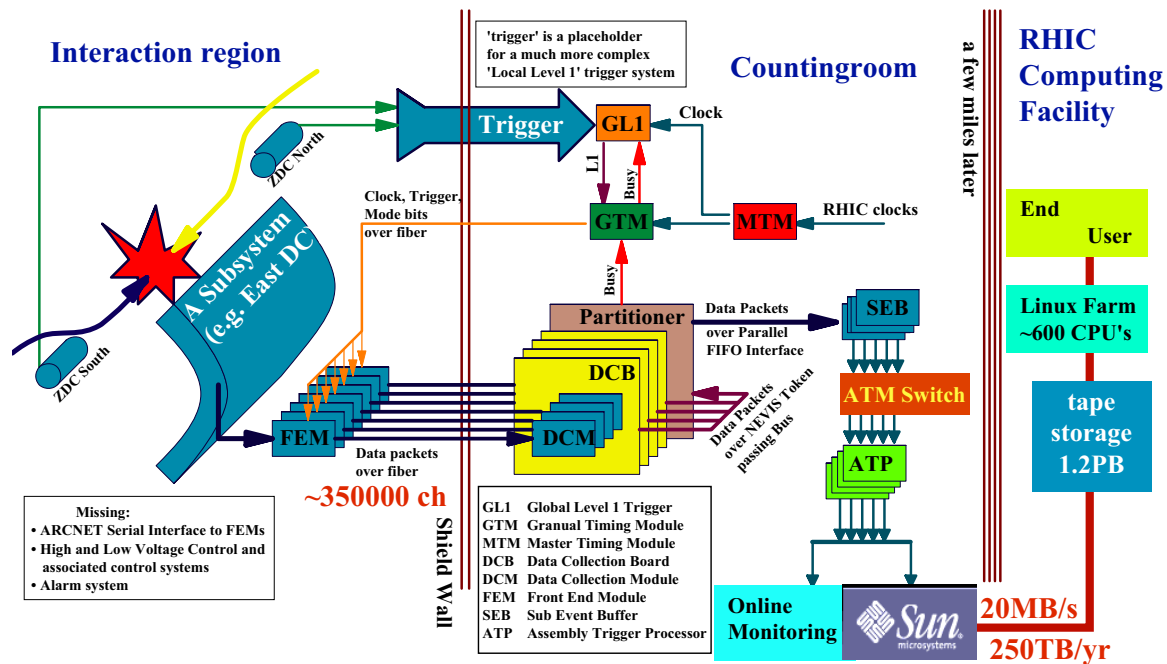 Interaction region
'trigger' is a placeholder
for a much more complex
'Local Level 1' trigger system
Countingroom
a few miles later
RHIC
Computing
Facility
ZDC North
Trigger
GL1
Clock
L1
Busy
Clock, Trigger,
Mode bits
over fiber
GTM
MTM
RHIC clocks
End
User
A Subsystem
(e.g. East DC)
Busy
Partitioner
Data Packets
over Parallel
FIFO Interface
SEB
Linux Farm
~600 CPU's
ZDC South
DCB
ATM Switch
Data Packets
over NEVIS Token
passing Bus
tape
storage
1.2PB
FEM
DCM
Data packets
over fiber
ATP
~350000 ch
Missing:
• ARCNET Serial Interface to FEMs
• High and Low Voltage Control and
associated control systems
• Alarm system
Shield Wall
GL1 Global Level 1 Trigger
GTM Granual Timing Module
MTM Master Timing Module
DCB Data Collection Board
DCM Data Collection Module
FEM Front End Module
SEB Sub Event Buffer
ATP Assembly Trigger Processor
Online
Monitoring
Sun
microsystems
20MB/s
250TB/yr